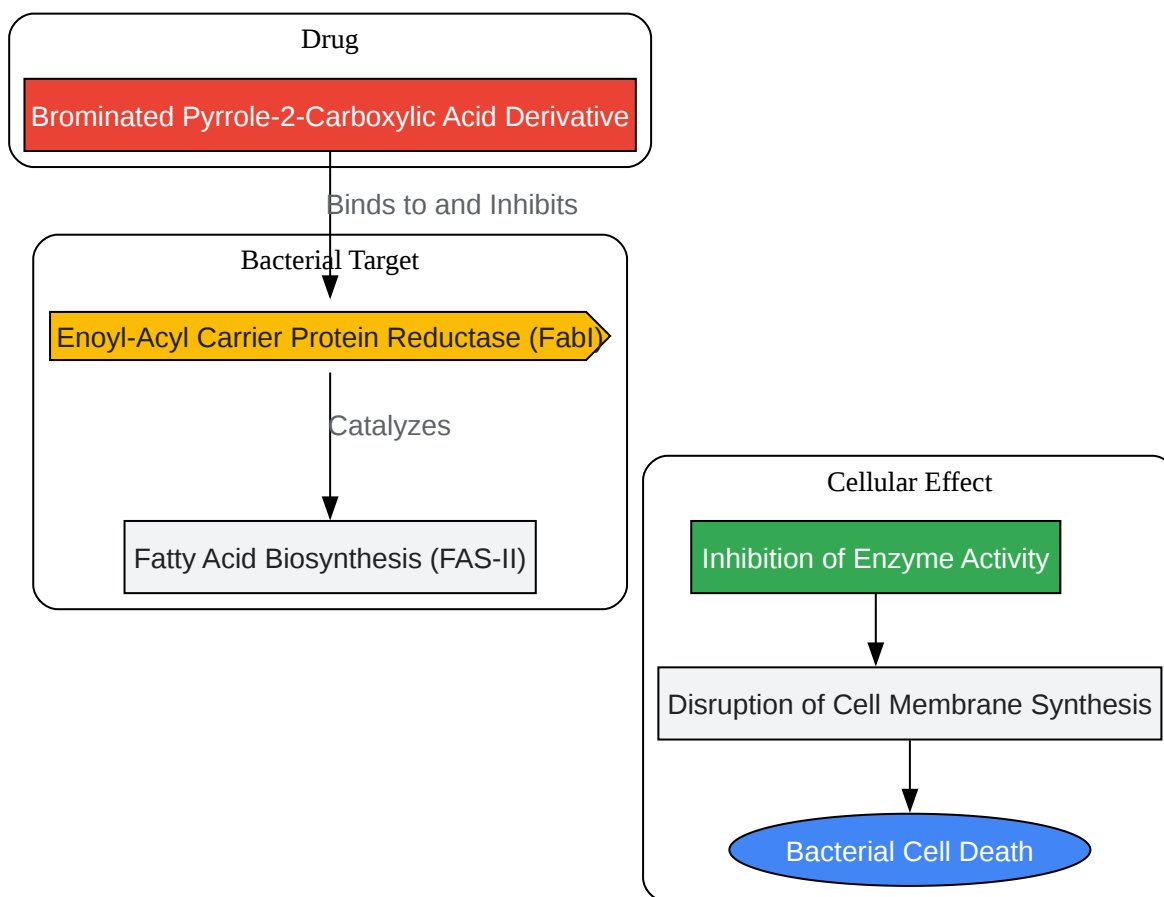 Drug
Brominated Pyrrole-2-Carboxylic Acid Derivative
Binds to and Inhibits
Bacterial Target
Enoyl-Acyl Carrier Protein Reductase (FabI)
Catalyzes
Fatty Acid Biosynthesis (FAS-II)
Cellular Effect
Inhibition of Enzyme Activity
Disruption of Cell Membrane Synthesis
Bacterial Cell Death